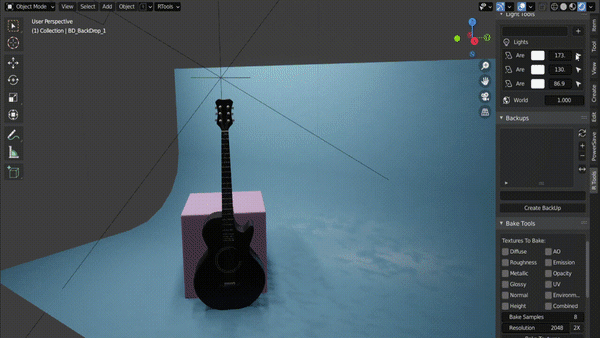 Object Mode
View
Select
Add
Object
RTools
User Perspective
(1) Collection | BD_BackDrop_1
Light Tools
Lights
Are
173.
Are
130.
Are
86.9
World
1.000
Backups
Create BackUp
Bake Tools
Textures To Bake:
Diffuse
AO
Roughness
Emission
Metallic
Opacity
Glossy
UV
Normal
Environm...
Height
Combined
Bake Samples
8
Resolution
2048
2X
Item
Tool
View
Create
Edit
PowerSave
R Tools